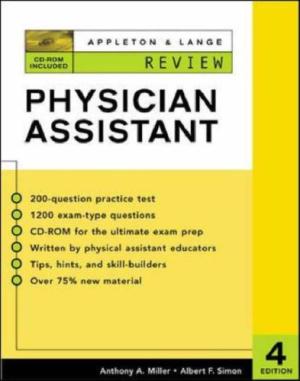 APPLETON & LANGE
CD-ROM
INCLUDED
REVIEW
PHYSICIAN
ASSISTANT
200-question practice test
1200 exam-type questions
CD-ROM for the ultimate exam prep
Written by physical assistant educators
Tips, hints, and skill-builders
Over 75% new material
4
EDITION
Anthony A. Miller • Albert F. Simon